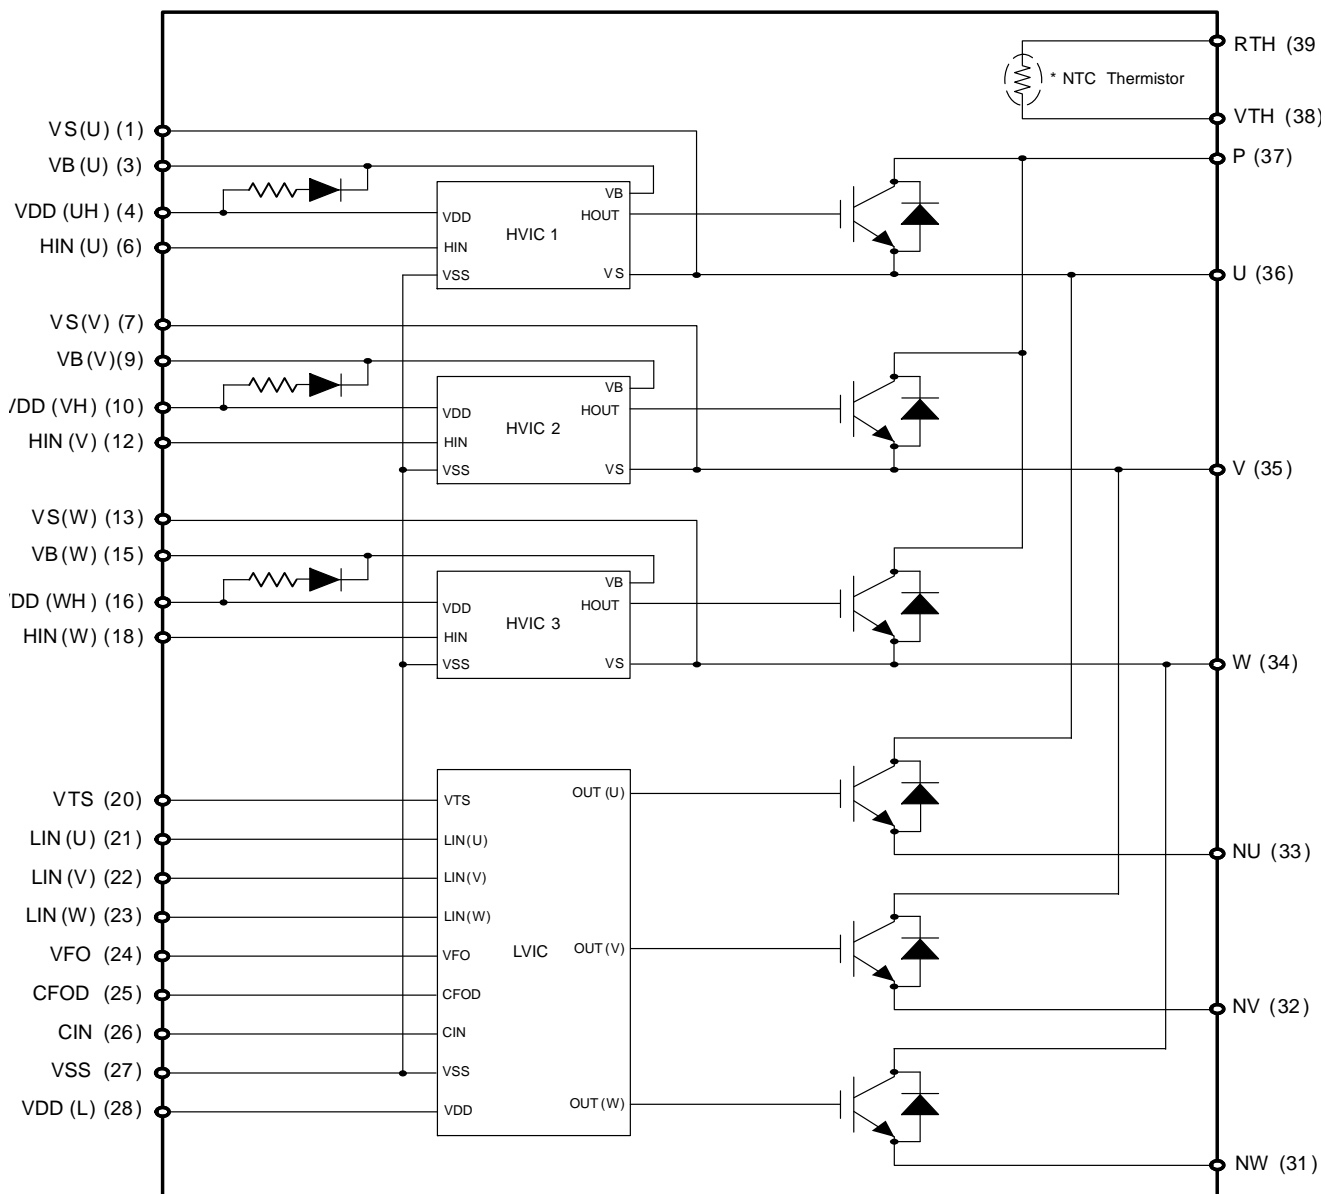 RTH (39
* NTC Thermistor
VTH (38)
P (37)
U (36)
V (35)
W (34)
NU (33)
NV (32)
NW (31)
VS(U) (1)
VB(U) (3)
VDD (UH) (4)
HIN(U) (6)
VS(V) (7)
VB(V)(9)
VDD (VH) (10)
HIN(V) (12)
VS(W) (13)
VB(W) (15)
VDD (WH) (16)
HIN(W) (18)
VTS (20)
LIN(U) (21)
LIN(V) (22)
LIN(W) (23)
VFO (24)
CFOD (25)
CIN (26)
VSS (27)
VDD (L) (28)
VB
VDD
HOUT
HVIC 1
HIN
VSS
VS
VB
VDD
HOUT
HVIC 2
HIN
VSS
VS
VB
VDD
HOUT
HVIC 3
HIN
VSS
VS
VTS
OUT (U)
LIN(U)
LIN(V)
LIN(W)
VFO
LVIC
OUT (V)
CFOD
CIN
VSS
VDD
OUT (W)